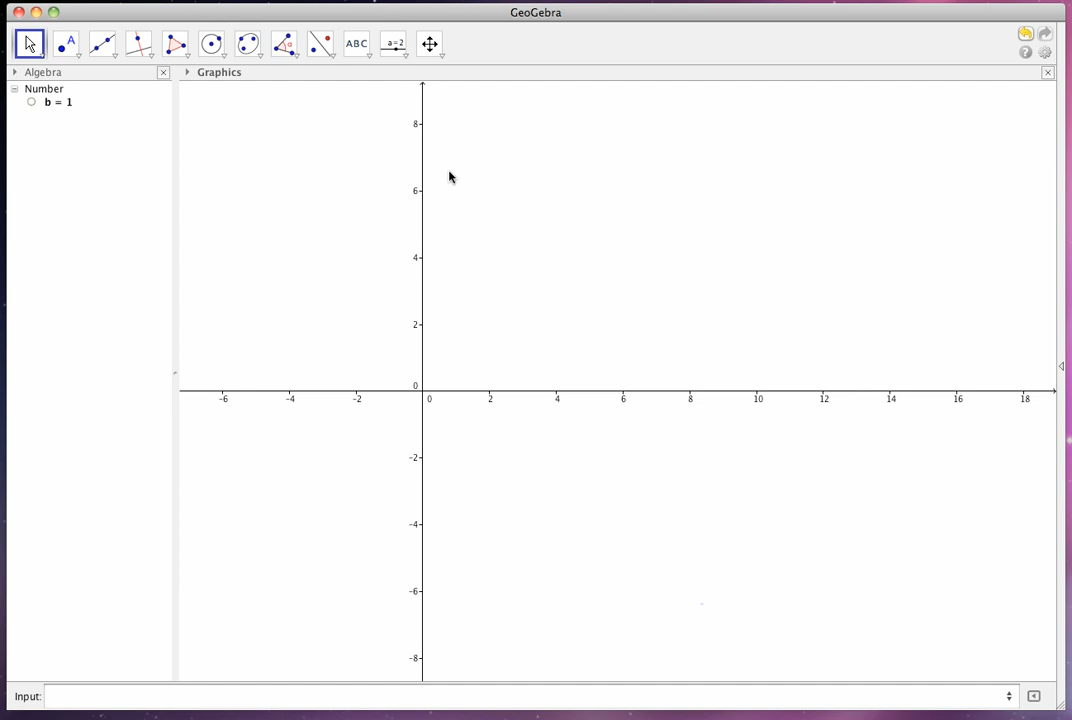 GeoGebra
A
α
ABC
a=2
?
Algebra
Graphics
Number
b = 1
8
6
4
2
0
-6 -4 -2 0 2 4 6 8 10 12 14 16 18
-2
-4
-6
-8
Input: